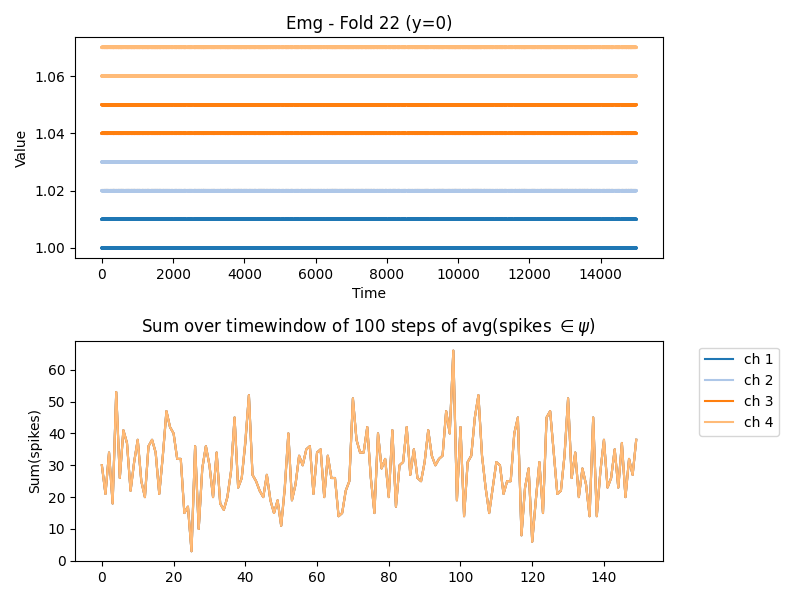 Emg - Fold 22 (y=0)
Value
1.06
1.04
1.02
1.00
0 2000 4000 6000 8000 10000 12000 14000
Time
Sum over timewindow of 100 steps of avg(spikes ∈ψ)
Sum(spikes)
60
50
40
30
20
10
0
0 20 40 60 80 100 120 140
ch 1
ch 2
ch 3
ch 4